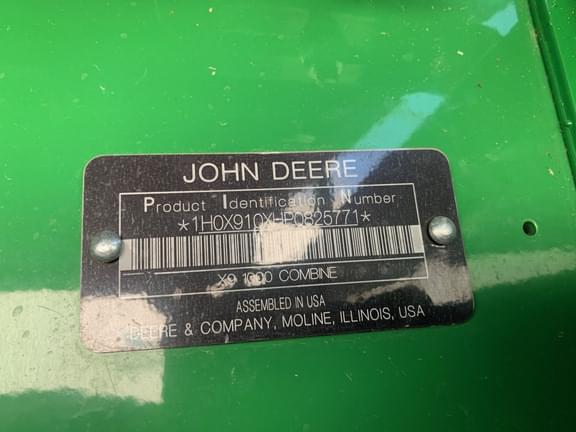 JOHN DEERE
Product Identification Number
*1H0X910XHP0825771*
X9 1000 COMBINE
ASSEMBLED IN USA
DEERE & COMPANY, MOLINE, ILLINOIS, USA